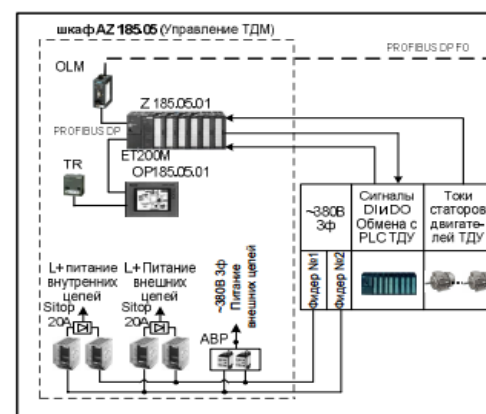 шкаф AZ 185.05 (Управление ТДМ)
PROFIBUS DP FO
OLM
Z 185.05.01
PROFIBUS DP
ET200M
TR
OP185.05.01
~380В
3ф
Сигналы
DI и DO
Обмена с
PLC ТДУ
Токи
статоров
двигате-
лей ТДУ
Фидер №1
Фидер №2
L+ питание
внутренних
цепей
Sitop
20A
L+ Питание
внешних
цепей
Sitop
20A
~380В 3ф
Питание
внешних цепей
АВР